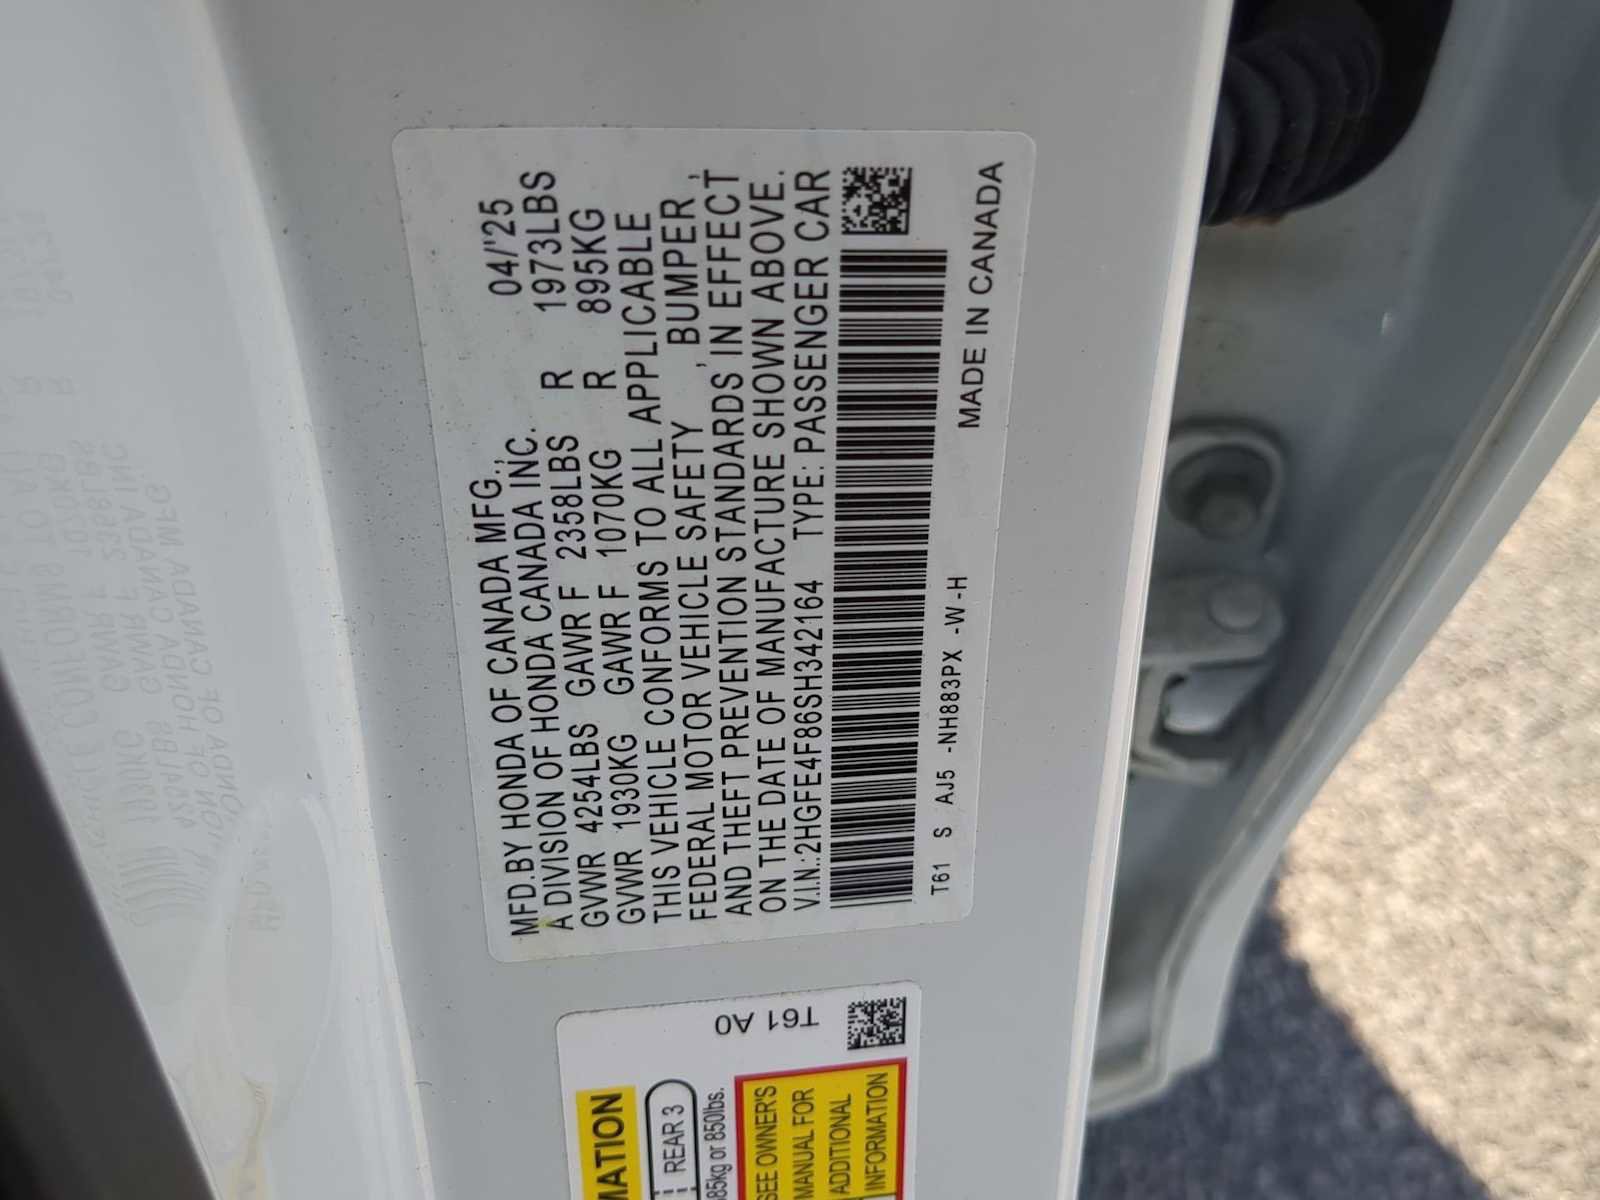 MFD.BY HONDA OF CANADA MFG., 04/'25
A DIVISION OF HONDA CANADA INC.
GVWR 4254LBS GAWR F 2358LBS R 1973LBS
GVWR 1930KG GAWR F 1070KG R 895KG
THIS VEHICLE CONFORMS TO ALL APPLICABLE
FEDERAL MOTOR VEHICLE SAFETY , BUMPER ,
AND THEFT PREVENTION STANDARDS IN EFFECT
ON THE DATE OF MANUFACTURE SHOWN ABOVE.
V.I.N.:2HGFE4F86SH342164 TYPE: PASSENGER CAR
T61 S AJ5 -NH883PX -W-H MADE IN CANADA
T61 A0
REAR 3
or 850lbs.
SEE OWNER'S
MANUAL FOR
ADDITIONAL
INFORMATION